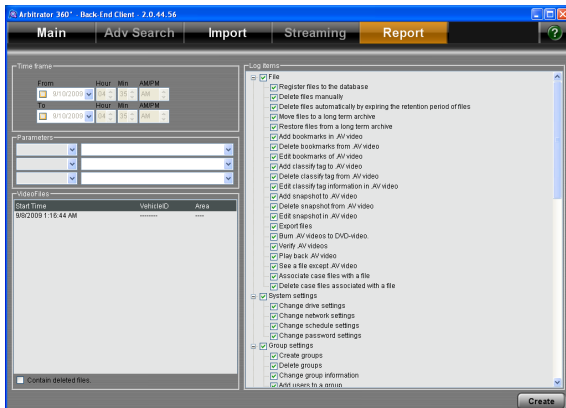 Arbitrator 360° - Back-End Client - 2.0.44.56
Main
Adv Search
Import
Streaming
Report
?
Time frame
From
Hour Min AM/PM
8/10/2009 04 35 AM
To
Hour Min AM/PM
8/10/2009 04 35 AM
Parameters
VideoFiles
Start Time VehicleID Area
9/8/2009 1:16:44 AM -------- ----
Contain deleted files.
Log items
File
Register files to the database
Delete files manually
Delete files automatically by expiring the retention period of files
Move files to a long term archive
Restore files from a long term archive
Add bookmarks in .AV video
Delete bookmarks from .AV video
Edit bookmarks of .AV video
Add classify tag to .AV video
Delete classify tag from .AV video
Edit classify tag information in .AV video
Add snapshot to .AV video
Delete snapshot from .AV video
Edit snapshot in .AV video
Export files
Burn .AV videos to DVD-video.
Verify .AV videos
Play back .AV video
See a file except .AV video
Associate case files with a file
Delete case files associated with a file
System settings
Change drive settings
Change network settings
Change schedule settings
Change password settings
Group settings
Create groups
Delete groups
Change group information
Add users to a group
Create